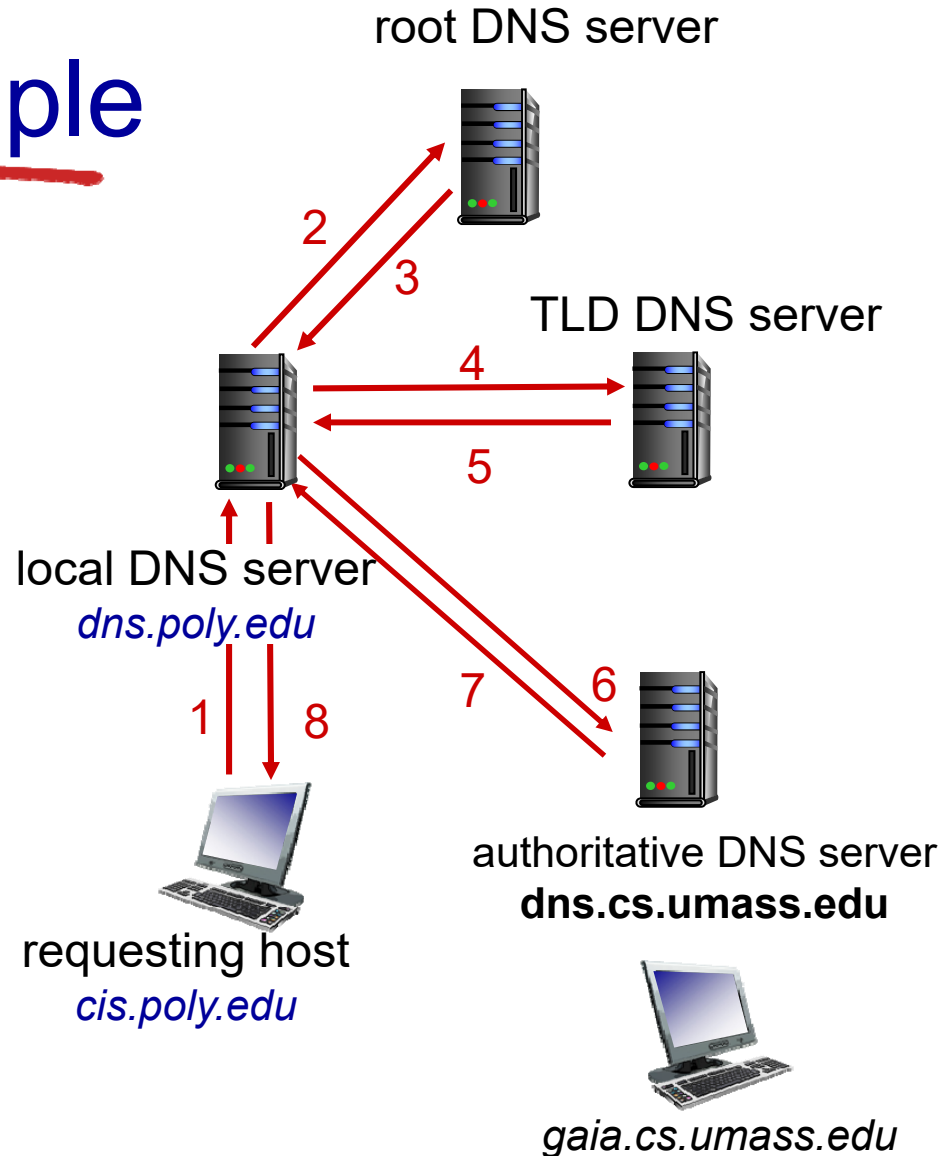 root DNS server
ple
2
3
TLD DNS server
4
5
local DNS server
dns.poly.edu
1
8
7
6
requesting host
cis.poly.edu
authoritative DNS server
dns.cs.umass.edu
gaia.cs.umass.edu